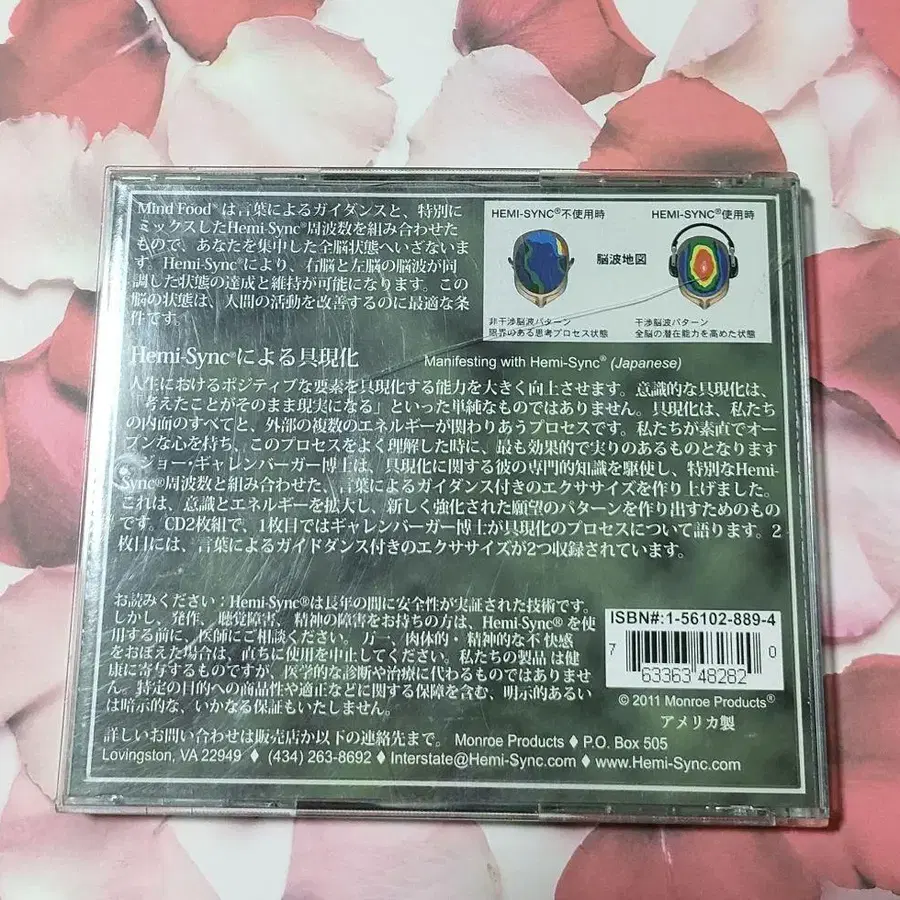 Mind Food® は言葉によるガイダンスと、特別に
ミックスしたHemi-Sync®周波数を組み合わせた
もので、あなたを集中した全脳状態へいざないま
す。Hemi-Sync®により、右脳と左脳の脳波が同
調した状態の達成と維持が可能になります。この
脳の状態は、人間の活動を改善するのに最適な条
件です。
HEMI-SYNC®不使用時
HEMI-SYNC®使用時
脳波地図
非干渉脳波パターン
限界のある思考プロセス状態
干渉脳波パターン
全脳の潜在能力を高めた状態
Hemi-Sync®による具現化
Manifesting with Hemi-Sync® (Japanese)
人生におけるポジティブな要素を具現化する能力を大きく向上させます。意識的な具現化は、
「考えたことがそのまま現実になる」といった単純なものではありません。具現化は、私たち
の内面のすべてと、外部の複数のエネルギーが関わりあうプロセスです。私たちが素直でオー
プンな心を持ち、このプロセスをよく理解した時に、最も効果的で実りのあるものとなります
ジョー・ギャレンバーガー博士は、具現化に関する彼の専門的知識を駆使し、特別なHemi-
Sync®周波数と組み合わせた、言葉によるガイダンス付きのエクササイズを作り上げました。
これは、意識とエネルギーを拡大し、新しく強化された願望のパターンを作り出すためのもの
です。CD2枚組で、1枚目ではギャレンバーガー博士が具現化のプロセスについて語ります。2
枚目には、言葉によるガイドダンス付きのエクササイズが2つ収録されています。
お読みください：Hemi-Sync®は長年の間に安全性が実証された技術です。
しかし、発作、聴覚障害、精神の障害をお持ちの方は、Hemi-Sync® を使
用する前に、医師にご相談ください。 万一、肉体的・精神的な不快感
をおぼえた場合は、直ちに使用を中止してください。私たちの製品 は健
康に寄与するものですが、医学的な診断や治療に代わるものではありませ
ん。特定の目的への商品性や適正などに関する保障を含む、明示的あるい
は暗示的な、いかなる保証もいたしません。
ISBN#:1-56102-889-4
7 63363 48282 0
© 2011 Monroe Products®
アメリカ製
詳しいお問い合わせは販売店か以下の連絡先まで。 Monroe Products ♦ P.O. Box 505
Lovingston, VA 22949 ♦ (434) 263-8692 ♦ Interstate@Hemi-Sync.com ♦ www.Hemi-Sync.com